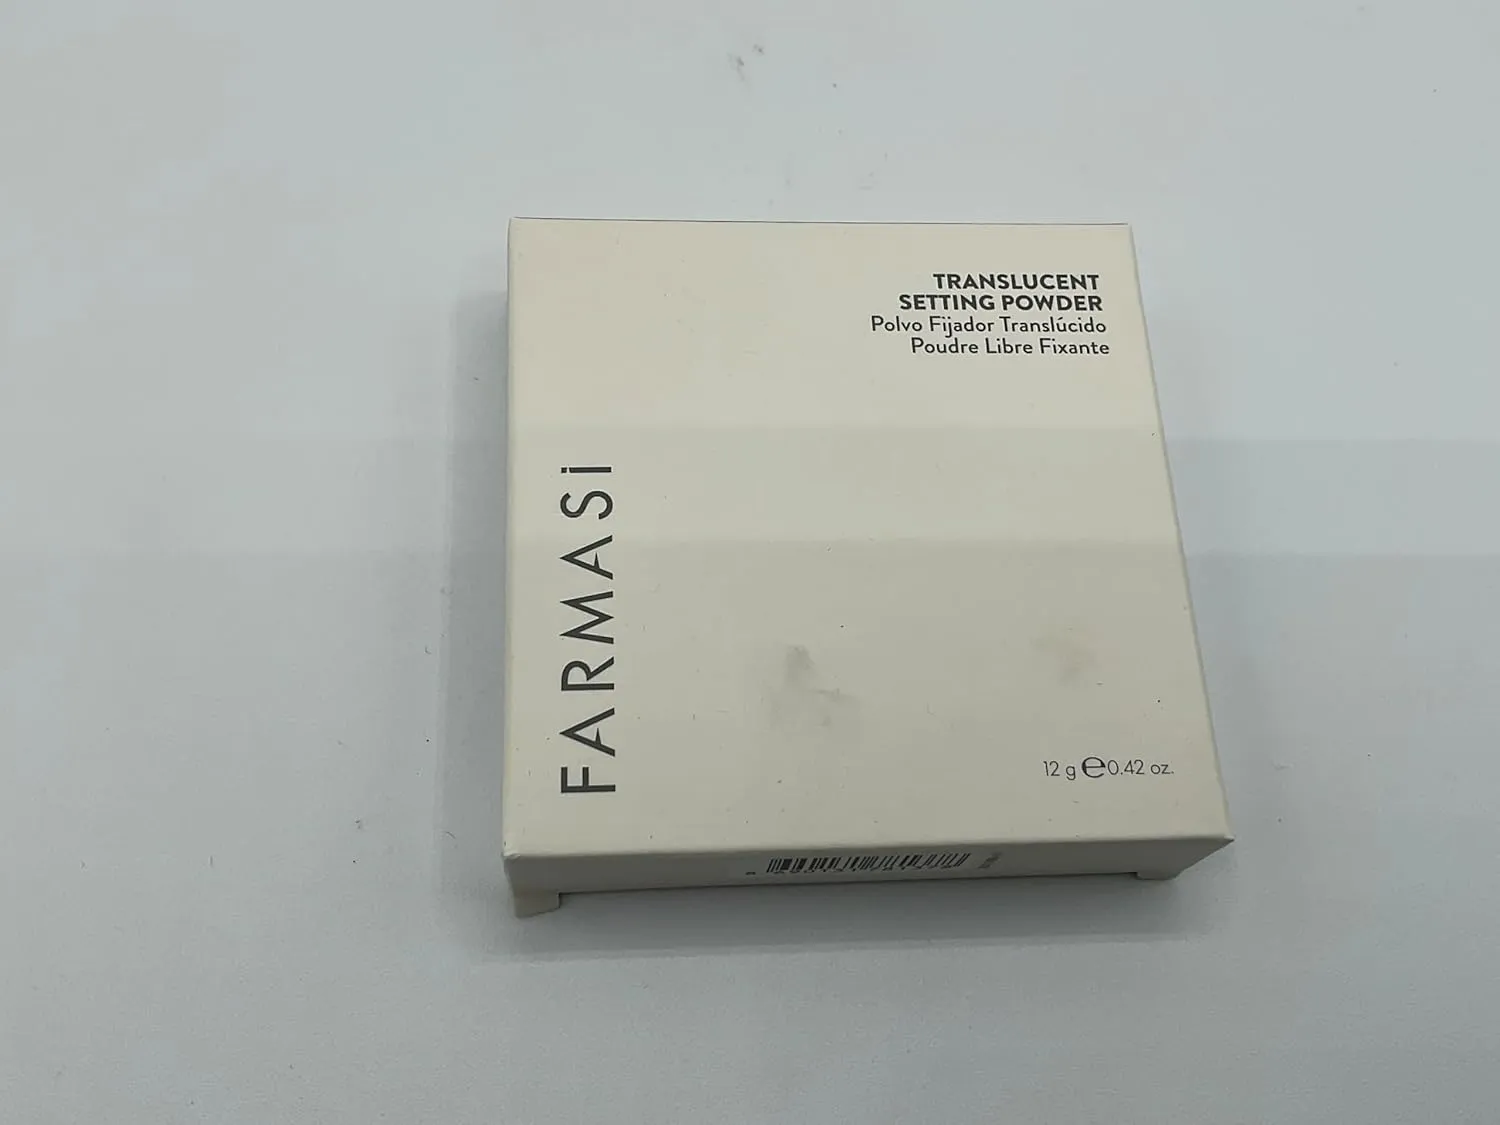 TRANSLUCENT
SETTING POWDER
Polvo Fijador Translúcido
Poudre Libre Fixante
FARMASi
12 g ℮0.42 oz.